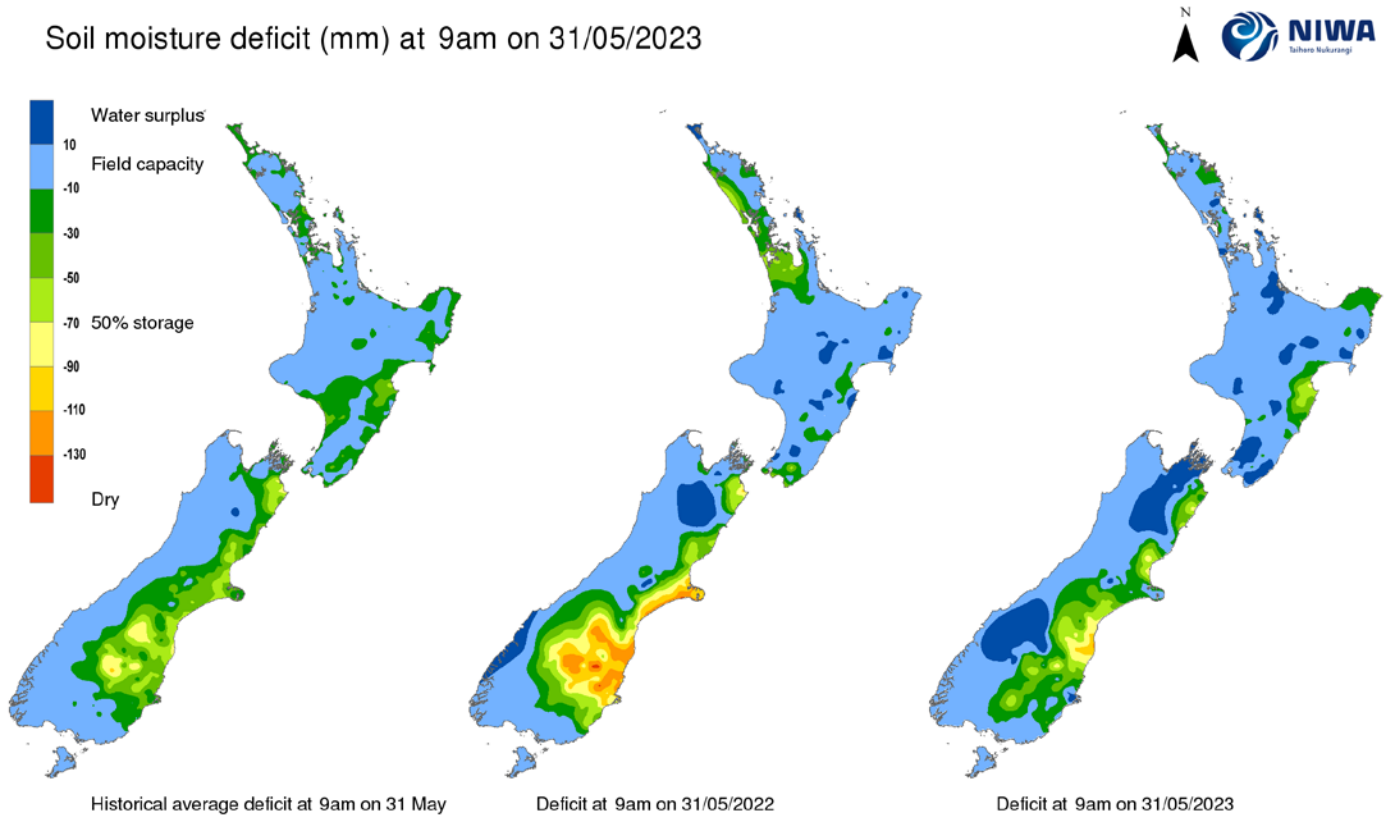 Soil moisture deficit (mm) at 9am on 31/05/2023
N
NIWA
Taihoro Nukurangi
Water surplus
10
Field capacity
-10
-30
-50
-70
50% storage
-90
-110
-130
Dry
Historical average deficit at 9am on 31 May
Deficit at 9am on 31/05/2022
Deficit at 9am on 31/05/2023